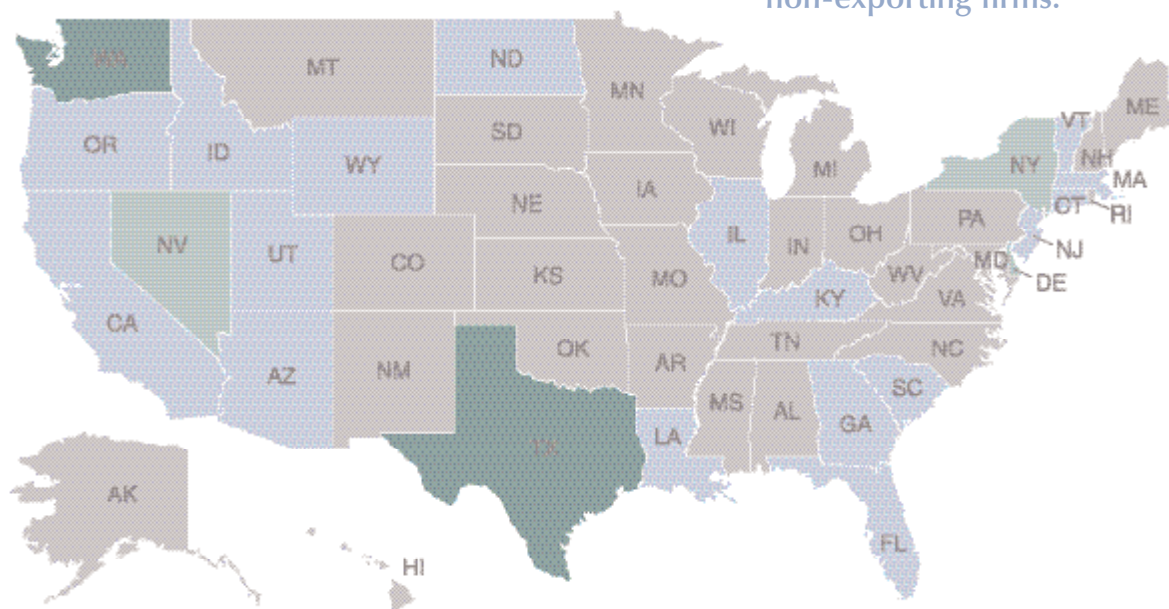 non-exporting firms.
WA
MT
ND
MN
ME
OR
ID
WY
SD
WI
MI
VT
NH
NY
MA
CT
RI
NV
UT
CO
NE
IA
IL
IN
OH
PA
NJ
MD
DE
WV
VA
CA
KS
MO
KY
AZ
NM
OK
AR
TN
NC
TX
LA
MS
AL
GA
SC
FL
AK
HI